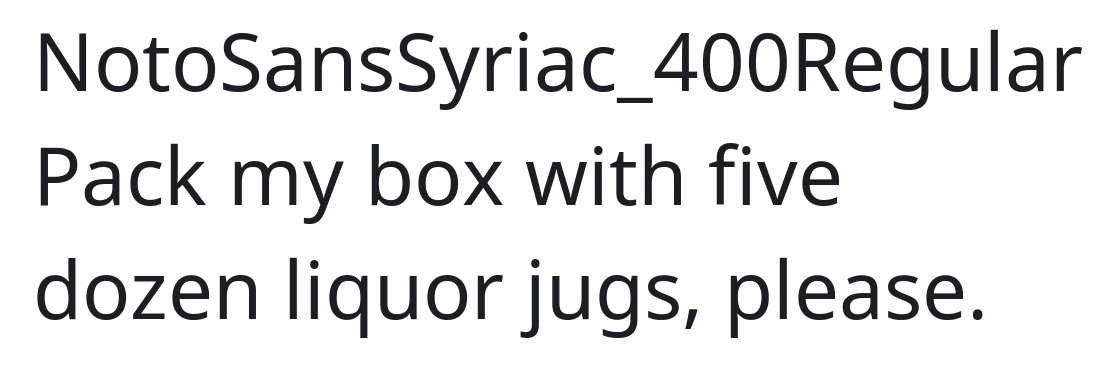 NotoSansSyriac_400Regular
Pack my box with five
dozen liquor jugs, please.